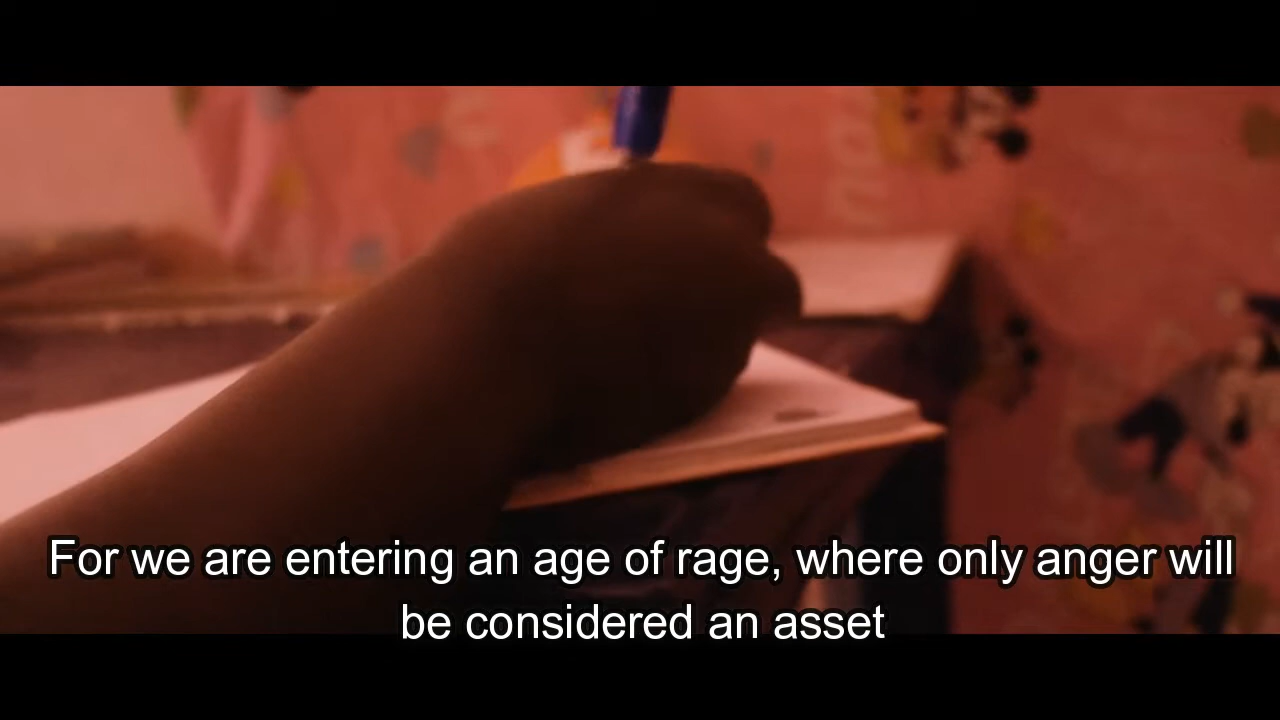 For we are entering an age of rage, where only anger will
be considered an asset